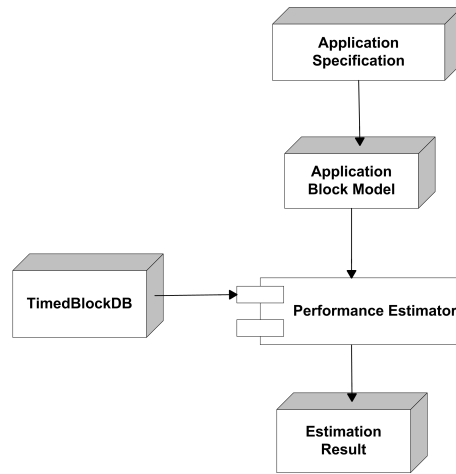 Application
Specification
Application
Block Model
TimedBlockDB
Performance Estimator
Estimation
Result